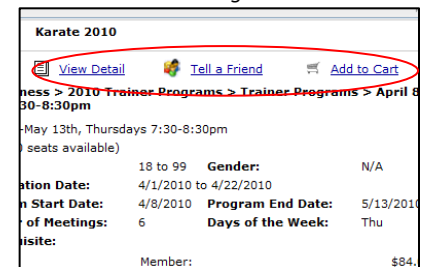 Karate 2010
View Detail Tell a Friend Add to Cart
ness > 2010 Trainer Programs > Trainer Programs > April 8
30-8:30pm
-May 13th, Thursdays 7:30-8:30pm
seats available)
18 to 99 Gender: N/A
ation Date: 4/1/2010 to 4/22/2010
n Start Date: 4/8/2010 Program End Date: 5/13/2010
of Meetings: 6 Days of the Week: Thu
uisite:
Member: $84.